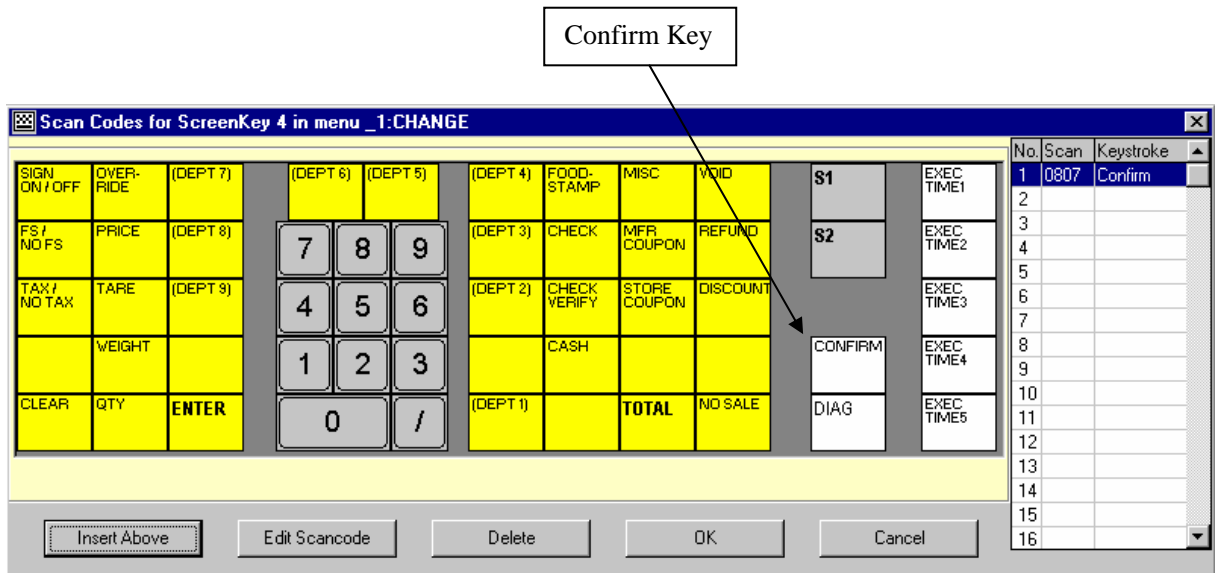 Confirm Key
Scan Codes for ScreenKey 4 in menu _1:CHANGE
No. Scan Keystroke
1 0807 Confirm
2
3
4
5
6
7
8
9
10
11
12
13
14
15
16
SIGN
ON / OFF
OVER-
RIDE
(DEPT 7)
(DEPT 6)
(DEPT 5)
(DEPT 4)
FOOD-
STAMP
MISC
VOID
S1
EXEC
TIME1
FS /
NO FS
PRICE
(DEPT 8)
7 8 9
(DEPT 3)
CHECK
MFR
COUPON
REFUND
S2
EXEC
TIME2
TAX /
NO TAX
TARE
(DEPT 9)
4 5 6
(DEPT 2)
CHECK
VERIFY
STORE
COUPON
DISCOUNT
EXEC
TIME3
WEIGHT
1 2 3
CASH
CONFIRM
EXEC
TIME4
CLEAR
QTY
ENTER
0 /
(DEPT 1)
TOTAL
NO SALE
DIAG
EXEC
TIME5
Insert Above
Edit Scancode
Delete
OK
Cancel